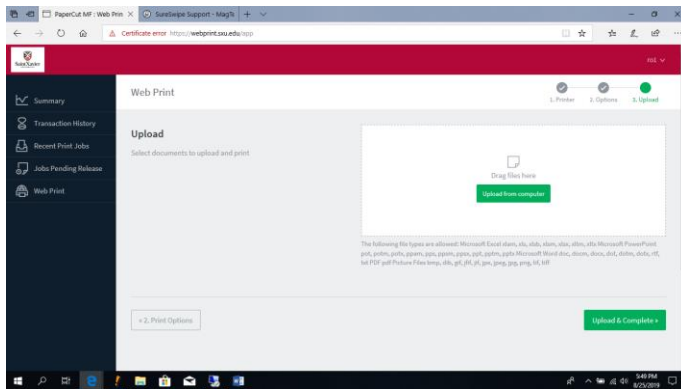 PaperCut MF : Web Prin
SureSwipe Support - MagTe
Certificate error https://webprint.sxu.edu/app
Saint Xavier
Summary
Transaction History
Recent Print Jobs
Jobs Pending Release
Web Print
Web Print
1. Printer
2. Options
3. Upload
Upload
Select documents to upload and print
Drag files here
Upload from computer
The following file types are allowed: Microsoft Excel xlam, xls, xlsb, xlsm, xlsx, xltm, xltx Microsoft PowerPoint
pot, potm, potx, ppam, pps, ppsm, ppsx, ppt, pptm, pptx Microsoft Word doc, docm, docx, dot, dotm, dotx, rtf,
txt PDF pdf Picture Files bmp, dib, gif, jfif, jif, jpe, jpeg, jpg, png, tif, tiff
« 2. Print Options
Upload & Complete »
5:49 PM
8/25/2019